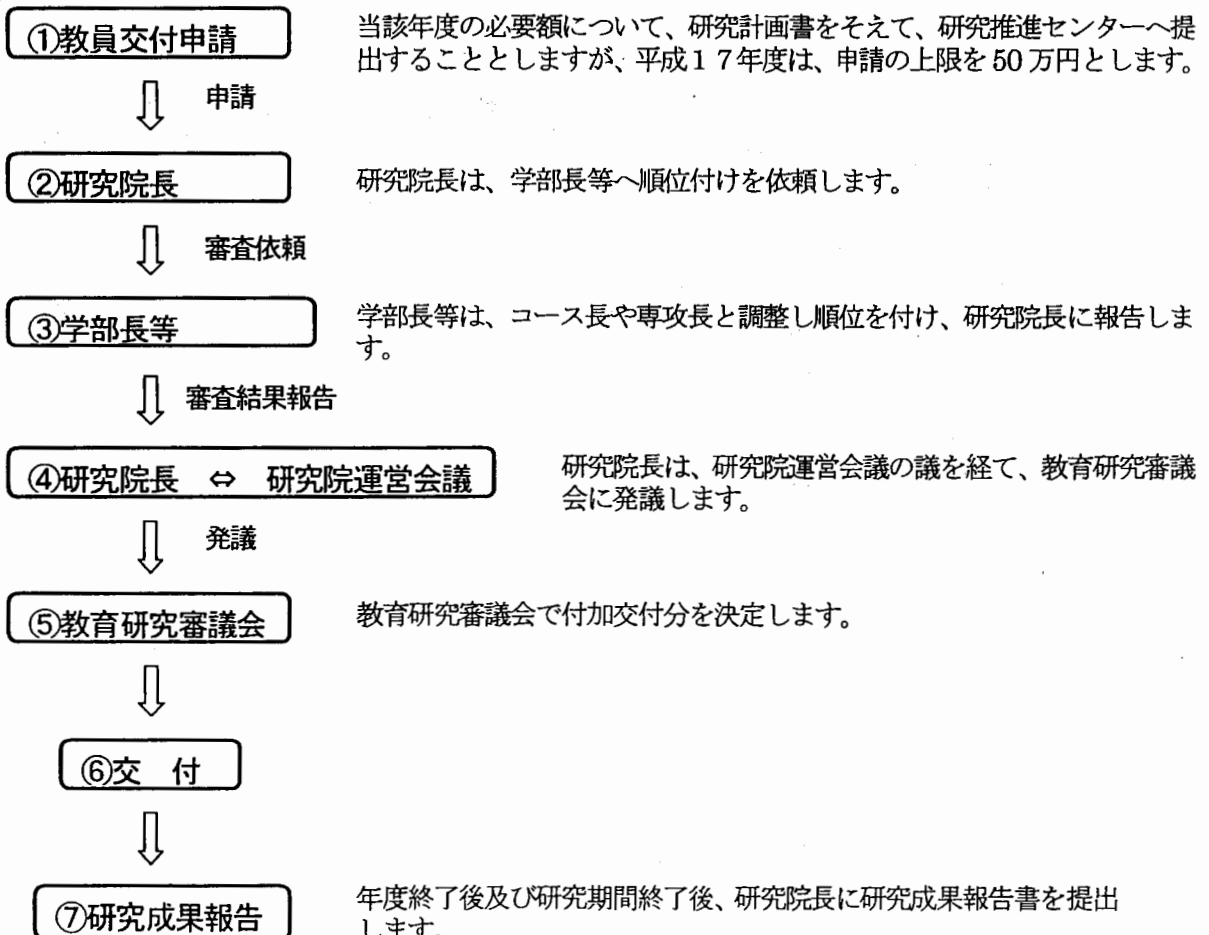 ①教員交付申請
当該年度の必要額について、研究計画書をそえて、研究推進センターへ提
出することとしますが、平成１７年度は、申請の上限を 50 万円とします。
申請
②研究院長
研究院長は、学部長等へ順位付けを依頼します。
審査依頼
③学部長等
学部長等は、コース長や専攻長と調整し順位を付け、研究院長に報告しま
す。
審査結果報告
④研究院長 ⇔ 研究院運営会議
研究院長は、研究院運営会議の議を経て、教育研究審議
会に発議します。
発議
⑤教育研究審議会
教育研究審議会で付加交付分を決定します。
⑥交　付
⑦研究成果報告
年度終了後及び研究期間終了後、研究院長に研究成果報告書を提出
します。